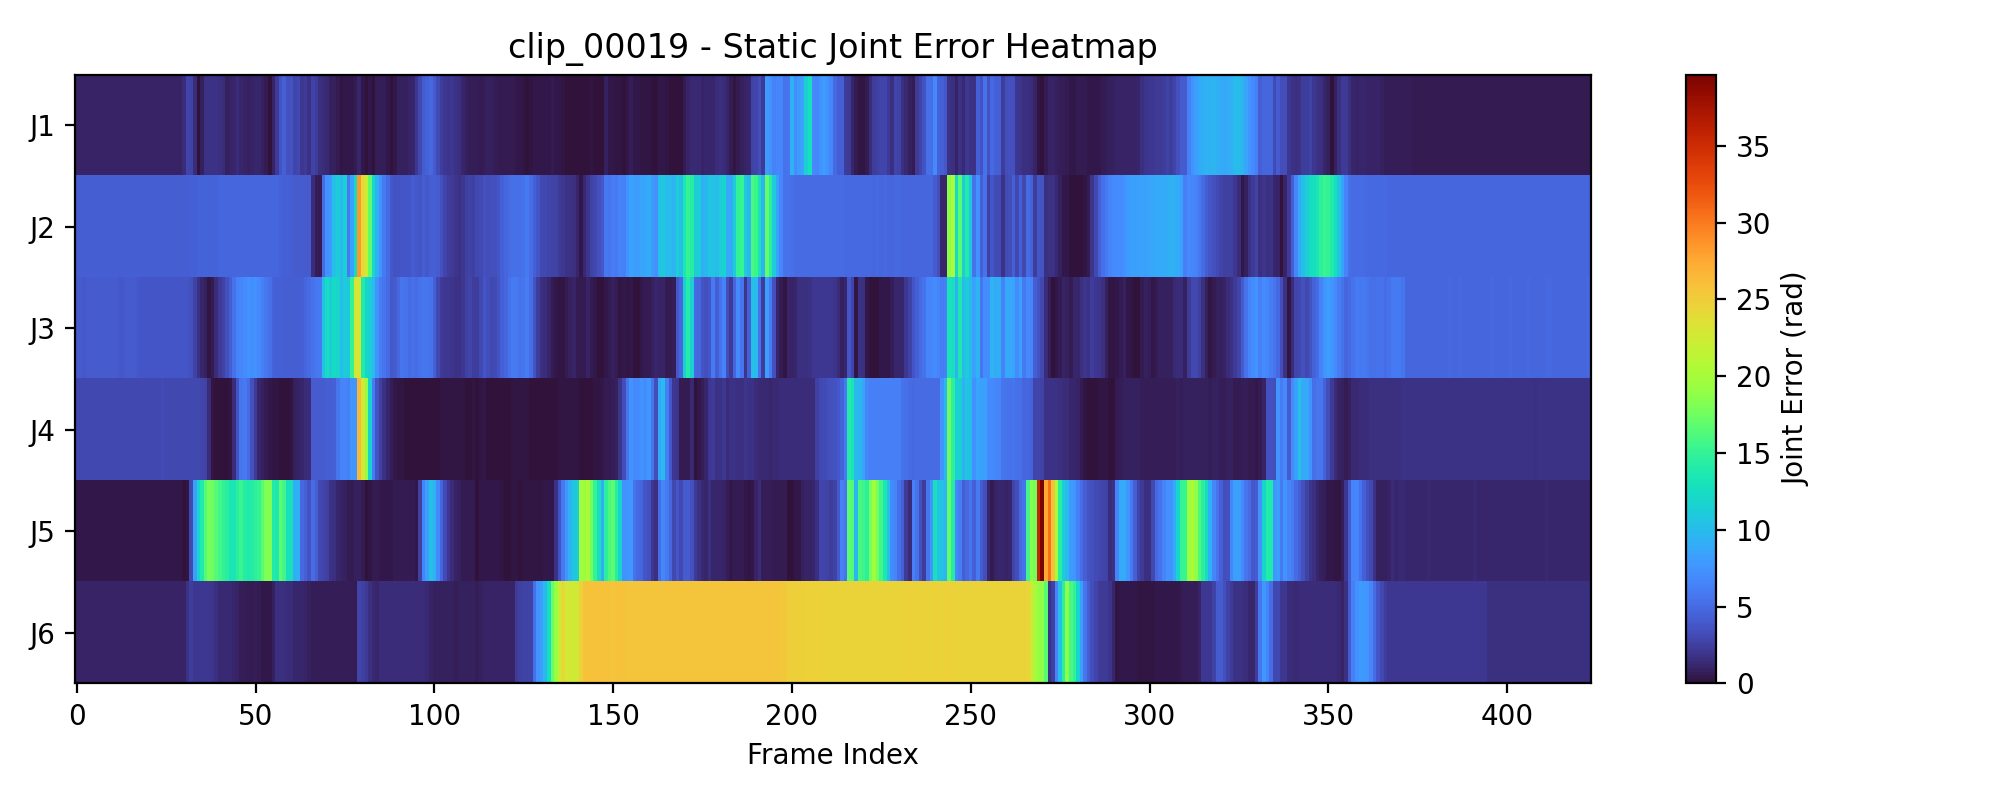 clip_00019 - Static Joint Error Heatmap
J1
J2
J3
J4
J5
J6
0 50 100 150 200 250 300 350 400
Frame Index
35
30
25
20
15
10
5
0
Joint Error (rad)